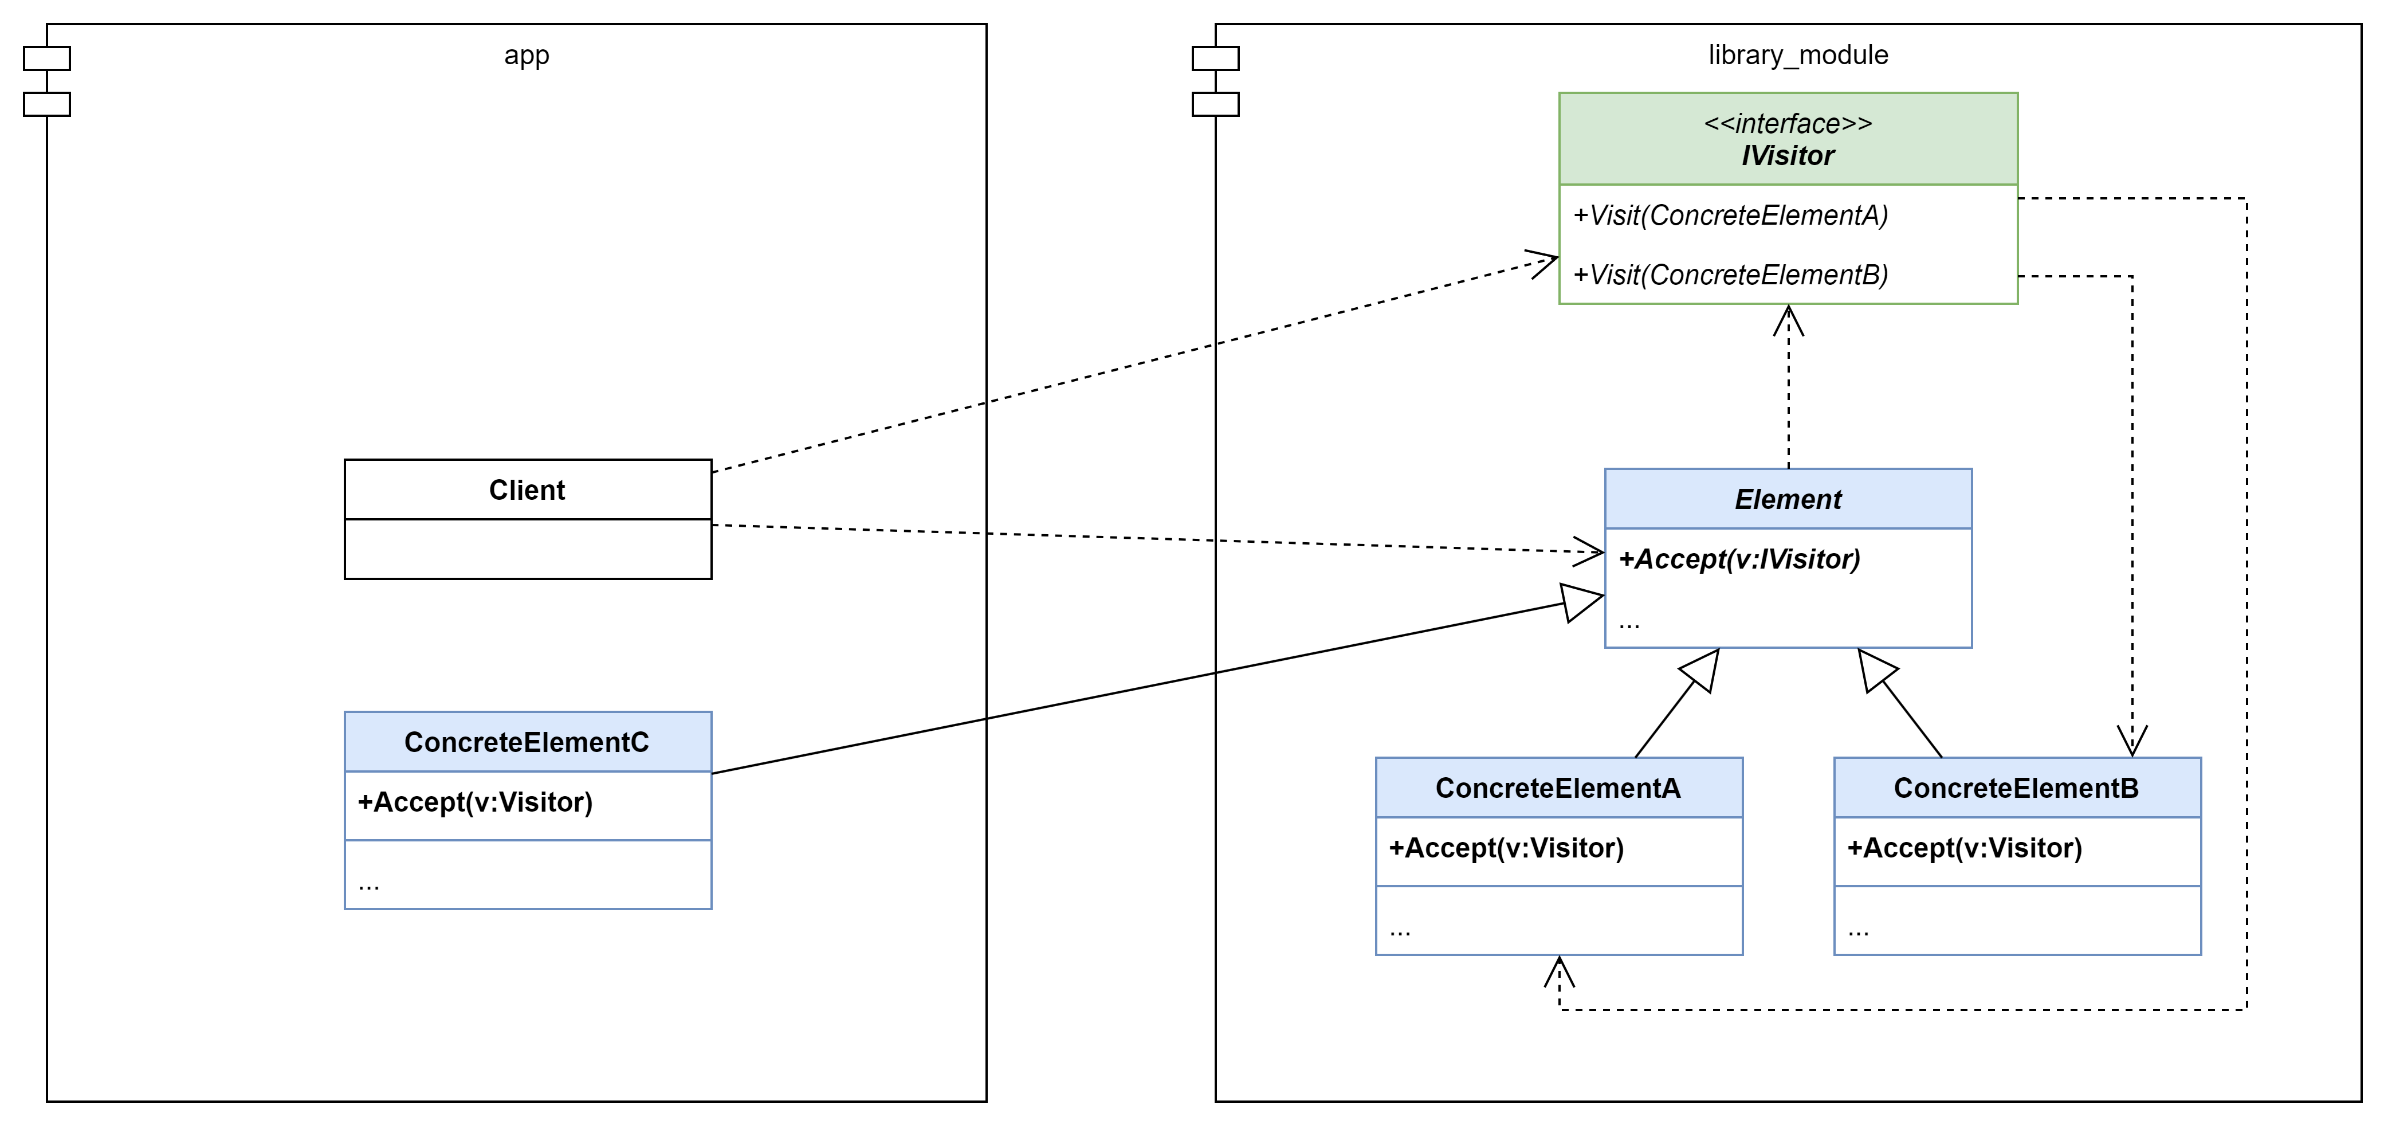 app
Client
ConcreteElementC
+Accept(v:Visitor)
...
library_module
<<interface>>
IVisitor
+Visit(ConcreteElementA)
+Visit(ConcreteElementB)
Element
+Accept(v:IVisitor)
...
ConcreteElementA
+Accept(v:Visitor)
...
ConcreteElementB
+Accept(v:Visitor)
...